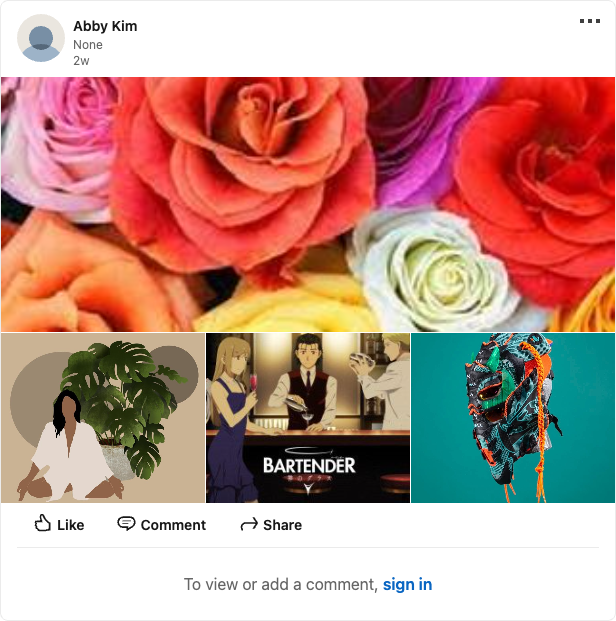 Abby Kim
None
2w
BARTENDER
Like
Comment
Share
To view or add a comment, sign in